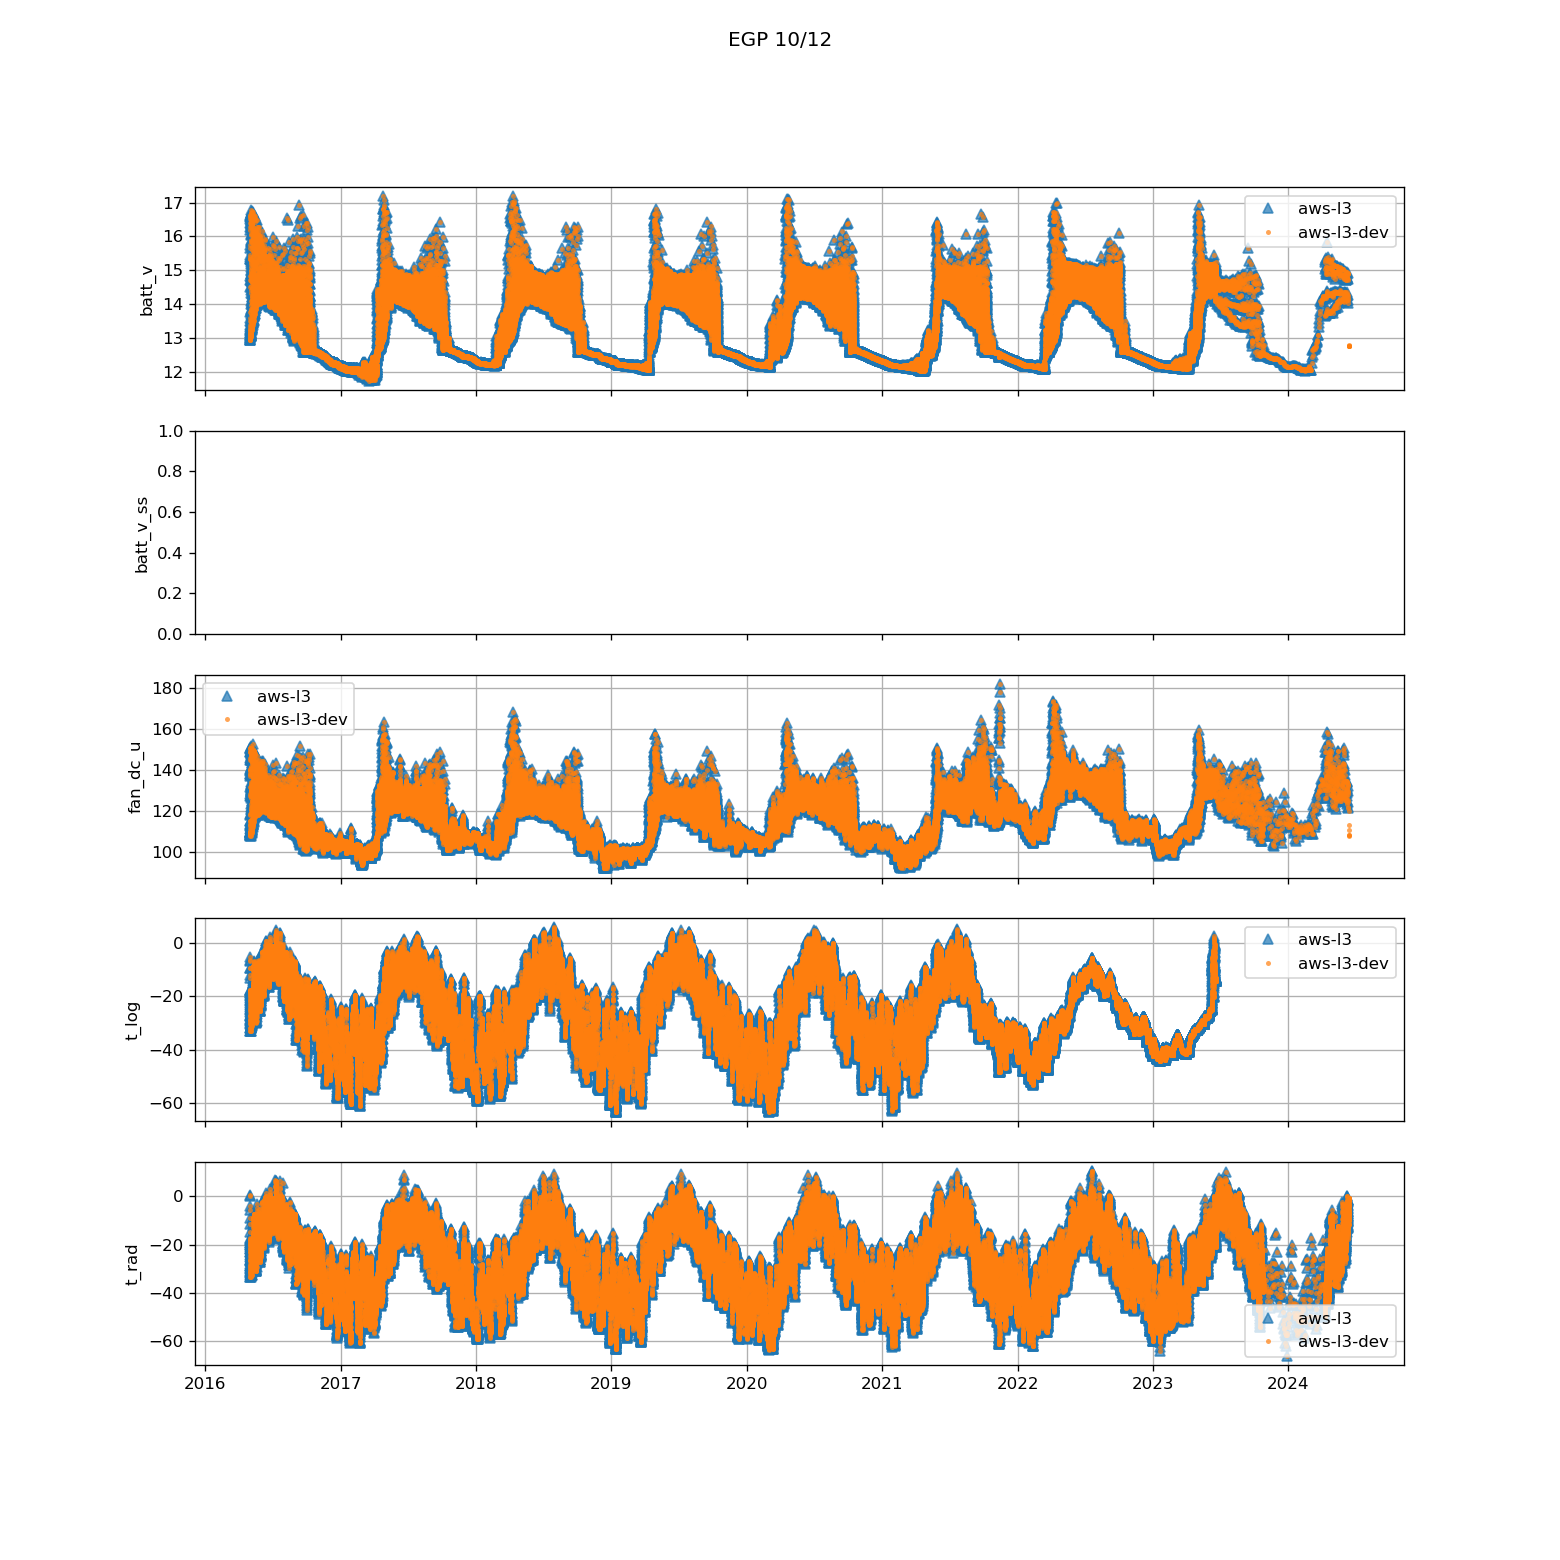 EGP 10/12
17
16
15
14
13
12
batt_v
aws-l3
aws-l3-dev
1.0
0.8
0.6
0.4
0.2
0.0
batt_v_ss
180
160
140
120
100
fan_dc_u
aws-l3
aws-l3-dev
0
−20
−40
−60
t_log
aws-l3
aws-l3-dev
0
−20
−40
−60
t_rad
aws-l3
aws-l3-dev
2016 2017 2018 2019 2020 2021 2022 2023 2024